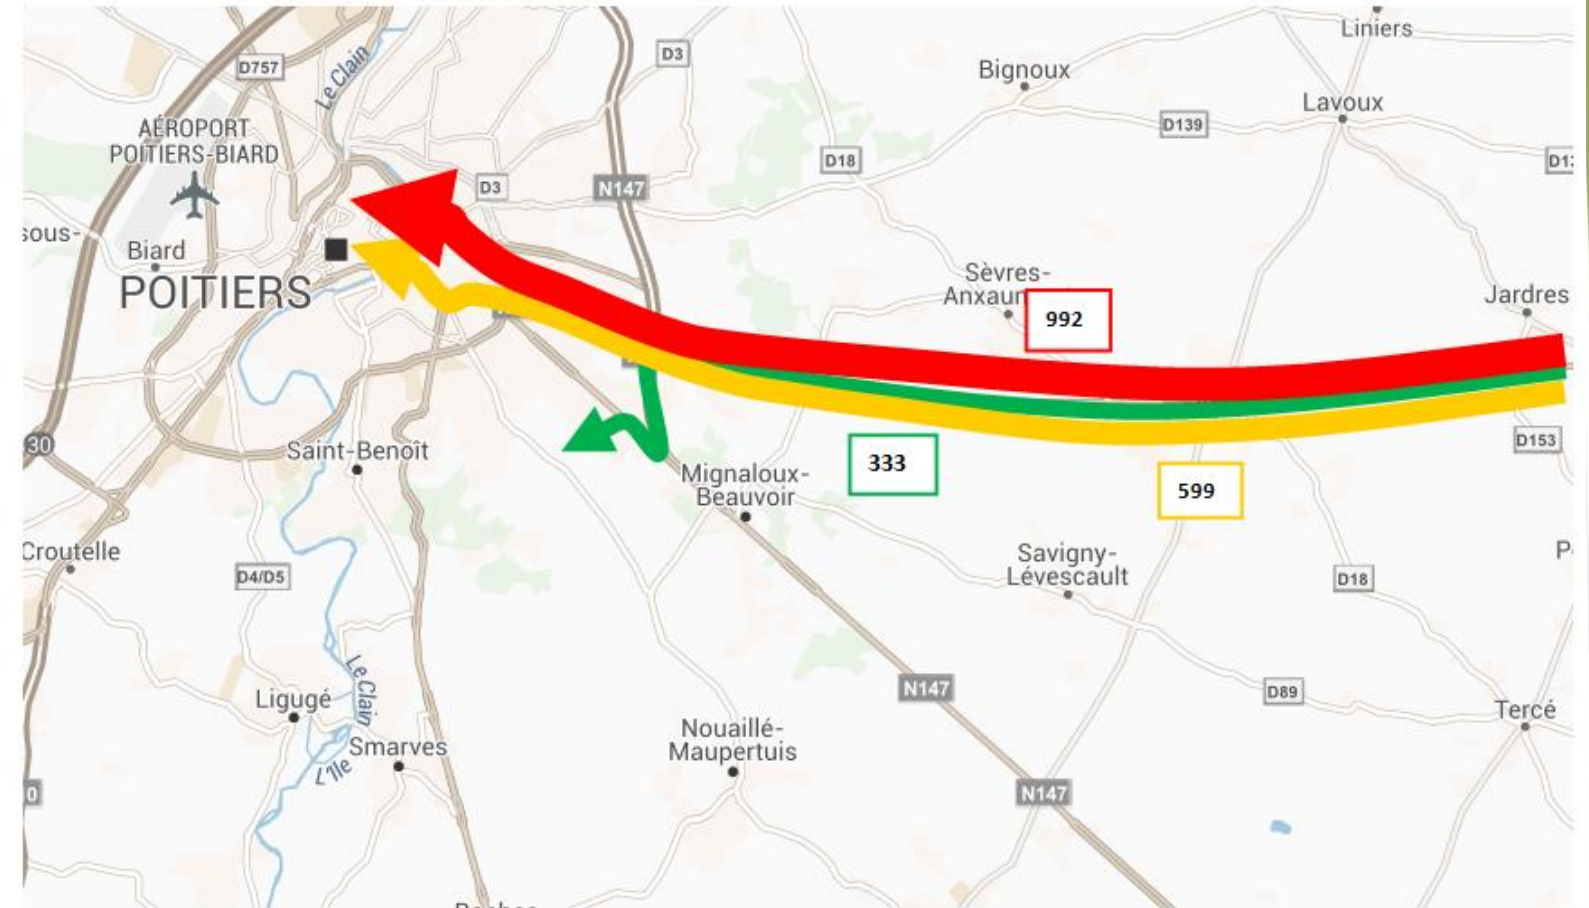 Liniers
D3
Le Clain
D757
Bignoux
Lavoux
D139
AÉROPORT
POITIERS-BIARD
D18
D3
N147
sous-
Biard
POITIERS
Sèvres-
992
Jardres
30
Saint-Benoît
D153
Mignaloux-
Beauvoir
333
599
Croutelle
Savigny-
Lévescault
D4/D5
D18
Le Clain
Ligugé
N147
D89
Tercé
Smarves
Nouaillé-
Maupertuis
L'Ile
N147
0